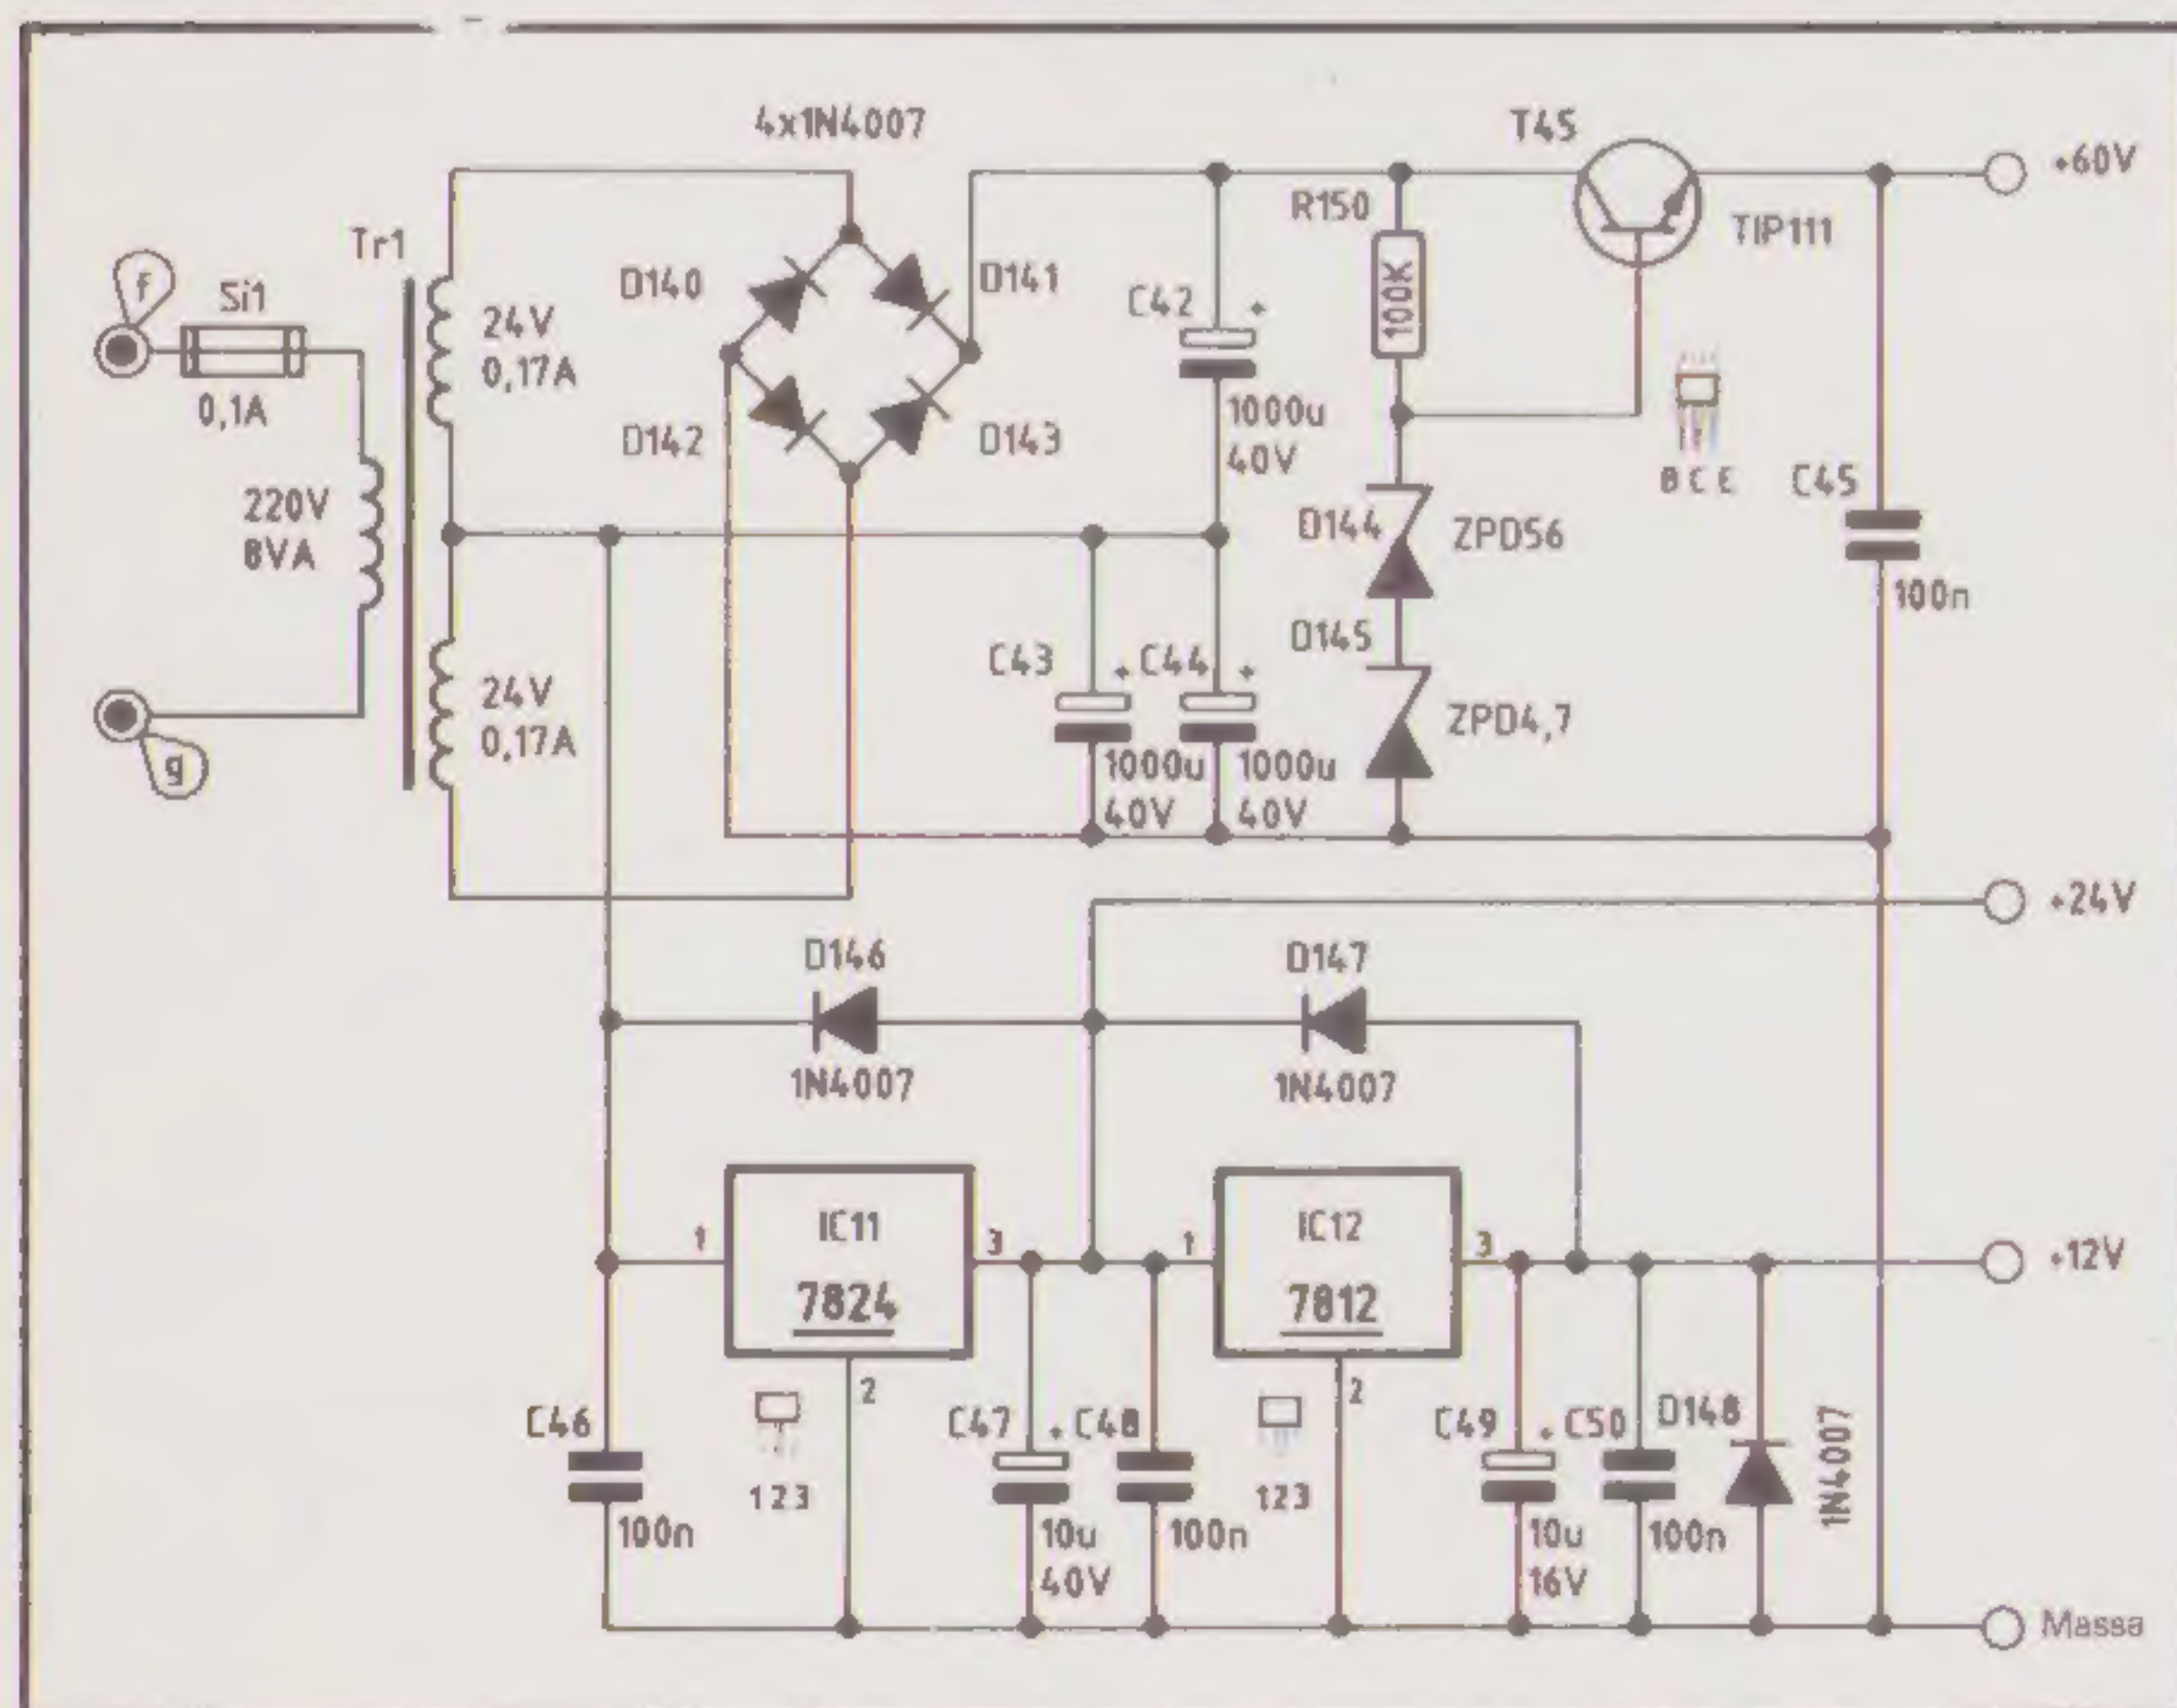 4x1N4007
T45
+60V
R150
TIP111
Tr1
f
Si1
D140
D141
C42
+
100K
24V
0,17A
0,1A
D142
D143
1000u
40V
B C E
C45
220V
8VA
D144
ZPD56
100n
D145
C43
+
C44
+
24V
0,17A
ZPD4,7
g
1000u
40V
1000u
40V
+24V
D146
D147
1N4007
1N4007
1
IC11
3
1
IC12
3
+12V
7824
7812
2
2
C46
C47
+
C48
C49
+
C50
D148
1N4007
123
123
100n
10u
40V
100n
10u
16V
100n
Massa